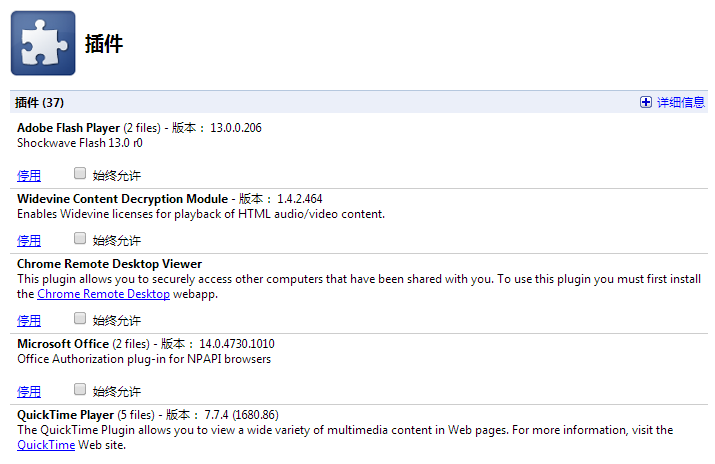 插件
插件 (37) 详细信息
Adobe Flash Player (2 files) - 版本： 13.0.0.206
Shockwave Flash 13.0 r0
停用 始终允许
Widevine Content Decryption Module - 版本： 1.4.2.464
Enables Widevine licenses for playback of HTML audio/video content.
停用 始终允许
Chrome Remote Desktop Viewer
This plugin allows you to securely access other computers that have been shared with you. To use this plugin you must first install
the Chrome Remote Desktop webapp.
停用 始终允许
Microsoft Office (2 files) - 版本： 14.0.4730.1010
Office Authorization plug-in for NPAPI browsers
停用 始终允许
QuickTime Player (5 files) - 版本： 7.7.4 (1680.86)
The QuickTime Plugin allows you to view a wide variety of multimedia content in Web pages. For more information, visit the
QuickTime Web site.